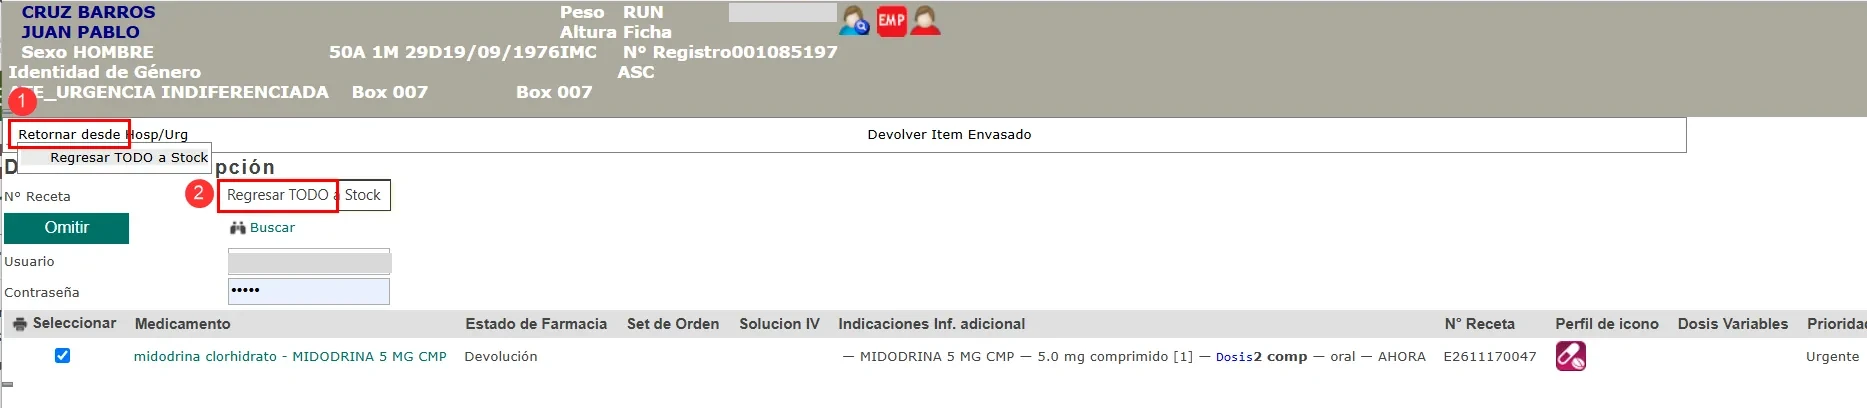 CRUZ BARROS Peso RUN
JUAN PABLO Altura Ficha EMP
Sexo HOMBRE 50A 1M 29D19/09/1976IMC N° Registro001085197
Identidad de Género ASC
_URGENCIA INDIFERENCIADA Box 007 Box 007
1
Retornar desde Hosp/Urg Devolver Item Envasado
Regresar TODO a Stock
D pción
N° Receta 2 Regresar TODO a Stock
Omitir Buscar
Usuario
Contraseña •••••
Seleccionar Medicamento Estado de Farmacia Set de Orden Solucion IV Indicaciones Inf. adicional N° Receta Perfil de icono Dosis Variables Priorida
midodrina clorhidrato - MIDODRINA 5 MG CMP Devolución — MIDODRINA 5 MG CMP — 5.0 mg comprimido [1] — Dosis2 comp — oral — AHORA E2611170047 Urgente